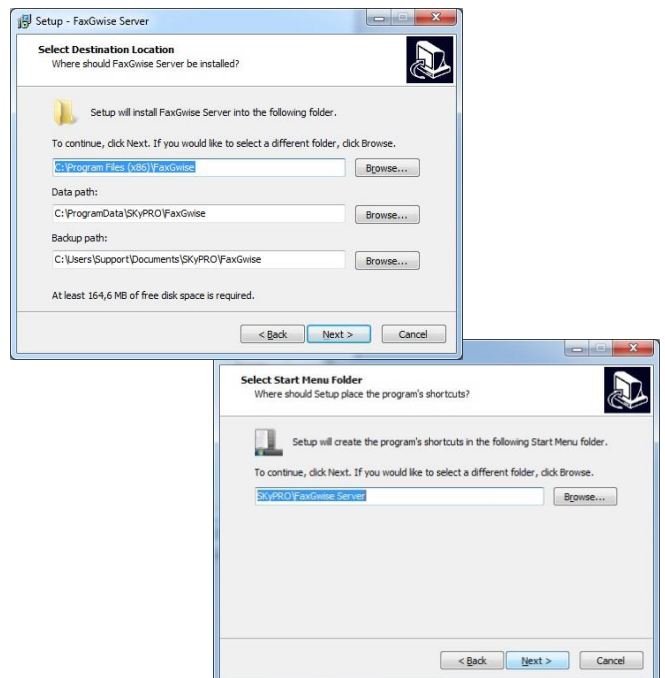 Setup - FaxGwise Server
Select Destination Location
Where should FaxGwise Server be installed?
Setup will install FaxGwise Server into the following folder.
To continue, click Next. If you would like to select a different folder, click Browse.
C:\Program Files (x86)\FaxGwise
Browse...
Data path:
C:\ProgramData\SKyPRO\FaxGwise
Browse...
Backup path:
C:\Users\Support\Documents\SKyPRO\FaxGwise
Browse...
At least 164,6 MB of free disk space is required.
< Back
Next >
Cancel
Select Start Menu Folder
Where should Setup place the program's shortcuts?
Setup will create the program's shortcuts in the following Start Menu folder.
To continue, click Next. If you would like to select a different folder, click Browse.
SKyPRO\FaxGwise Server
Browse...
< Back
Next >
Cancel